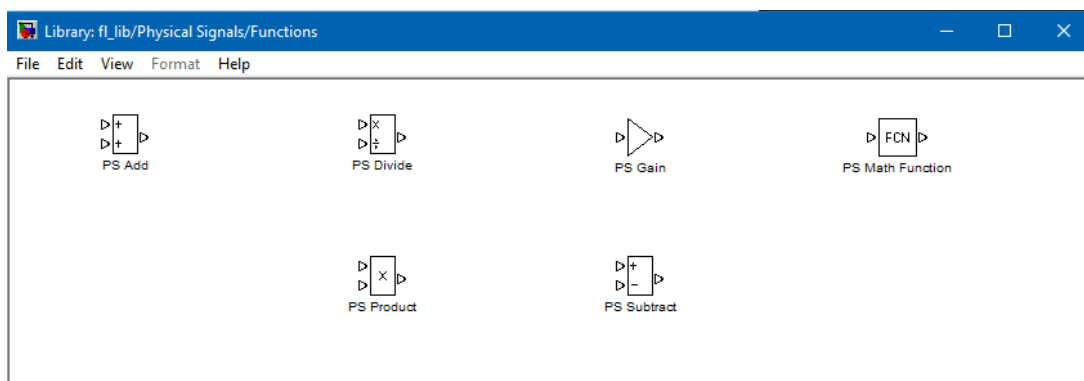 Library: fl_lib/Physical Signals/Functions
File Edit View Format Help
+
+
PS Add
×
÷
PS Divide
PS Gain
FCN
PS Math Function
×
PS Product
+
−
PS Subtract